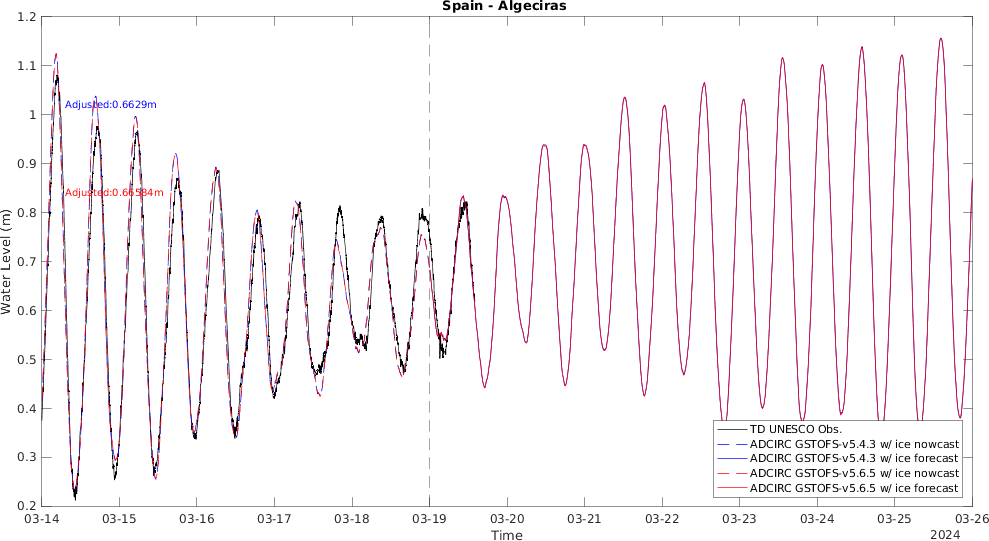 Spain - Algeciras
1.2
1.1
1
0.9
0.8
0.7
0.6
0.5
0.4
0.3
0.2
Water Level (m)
Adjusted:0.6629m
Adjusted:0.66584m
TD UNESCO Obs.
ADCIRC GSTOFS-v5.4.3 w/ ice nowcast
ADCIRC GSTOFS-v5.4.3 w/ ice forecast
ADCIRC GSTOFS-v5.6.5 w/ ice nowcast
ADCIRC GSTOFS-v5.6.5 w/ ice forecast
03-14 03-15 03-16 03-17 03-18 03-19 03-20 03-21 03-22 03-23 03-24 03-25 03-26
Time
2024